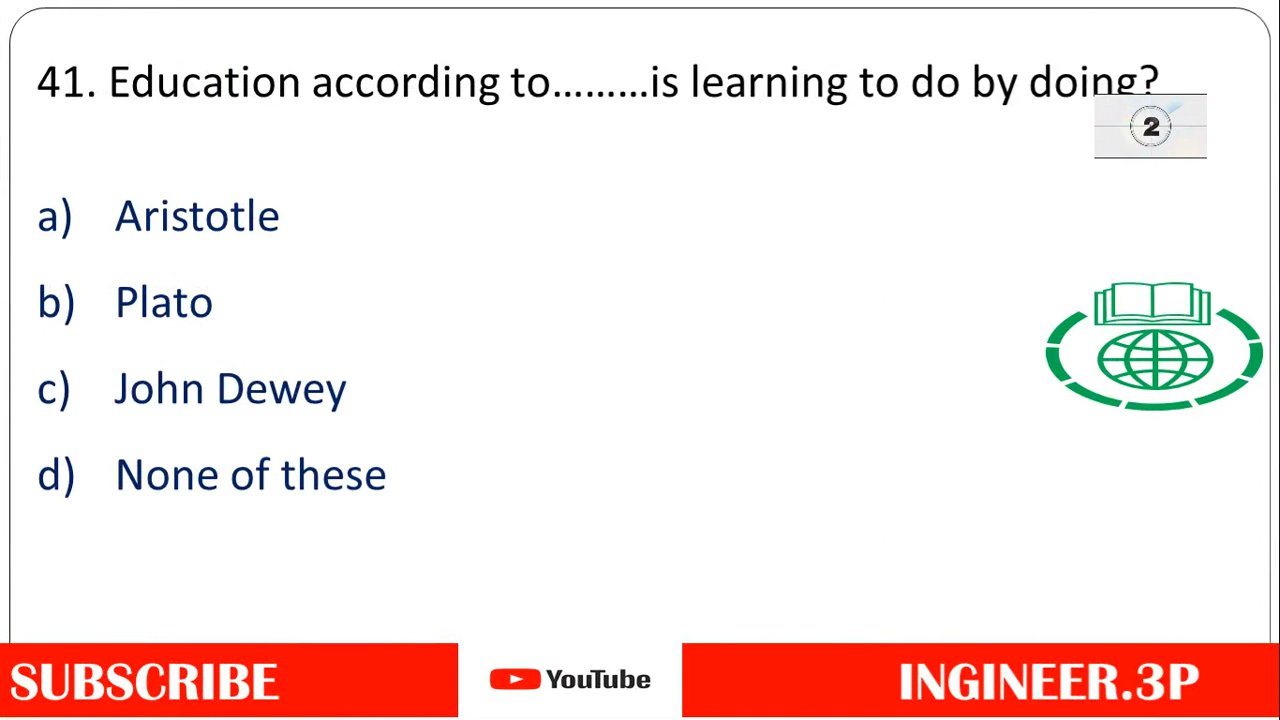 41. Education according to.........is learning to do by doing?
2
a) Aristotle
b) Plato
c) John Dewey
d) None of these
SUBSCRIBE
YouTube
INGINEER.3P